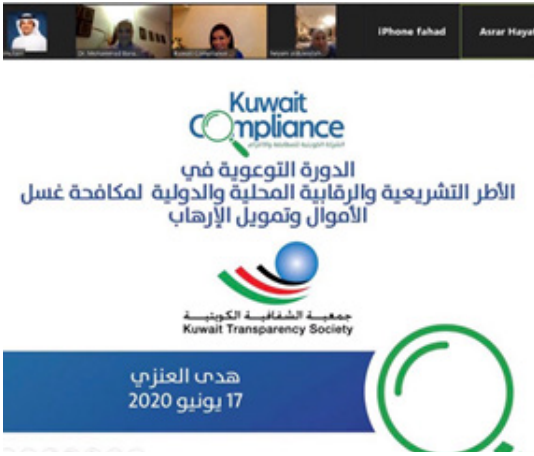 iPhone fahad
Asrar Hayat
Kuwait
Compliance
الدورة التوعوية في
الأطر التشريعية والرقابية المحلية والدولية لمكافحة غسل
الأموال وتمويل الإرهاب
جمعية الشفافية الكويتية
Kuwait Transparency Society
هدى العنزي
17 يونيو 2020